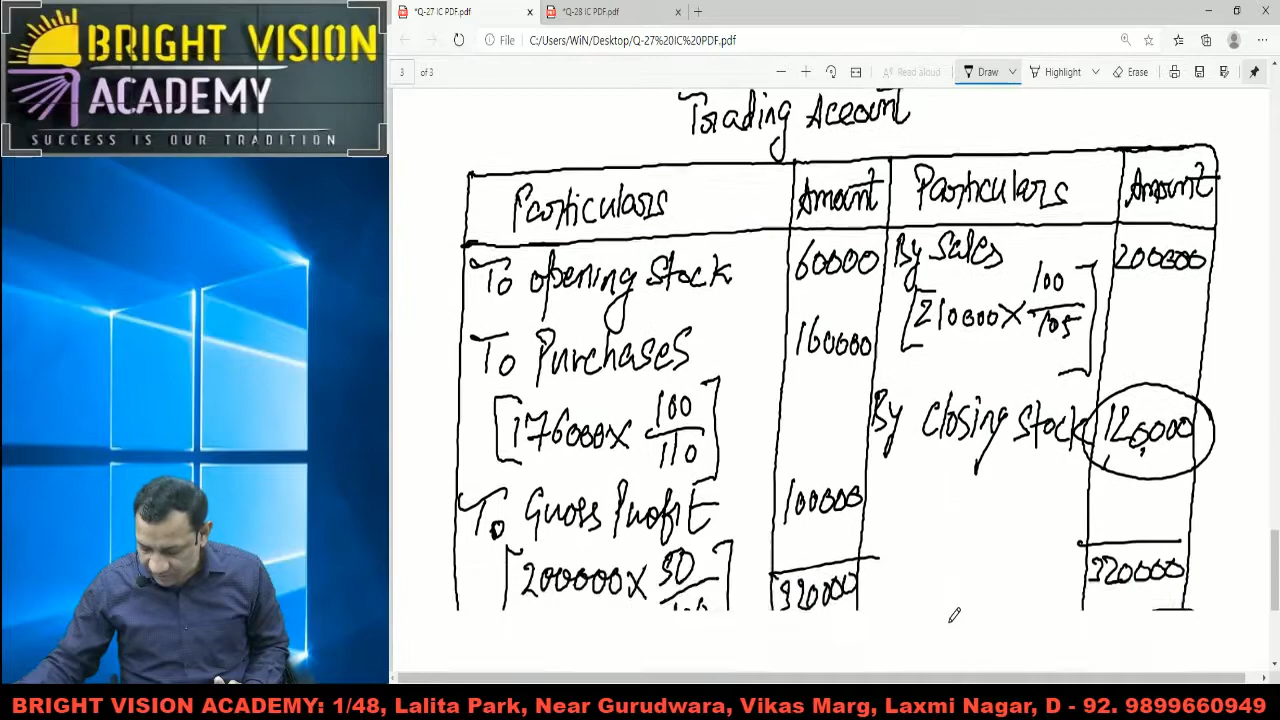 BRIGHT VISION
ACADEMY
SUCCESS IS OUR TRADITION
*Q-27 IC PDF.pdf
*Q-28 IC PDF.pdf
File C:/Users/WiN/Desktop/Q-27%20IC%20PDF.pdf
3 of 3
Read aloud Draw Highlight Erase
Trading Account
Particulars Amount Particulars Amount
To opening stock 60000 By Sales 200000
[210000 X 100/105]
To Purchases 160000
[176000 X 100/110]
By closing stock 120,000
To Gross Profit 100000
[200000 X 50/
320000 320000
BRIGHT VISION ACADEMY: 1/48, Lalita Park, Near Gurudwara, Vikas Marg, Laxmi Nagar, D - 92. 9899660949